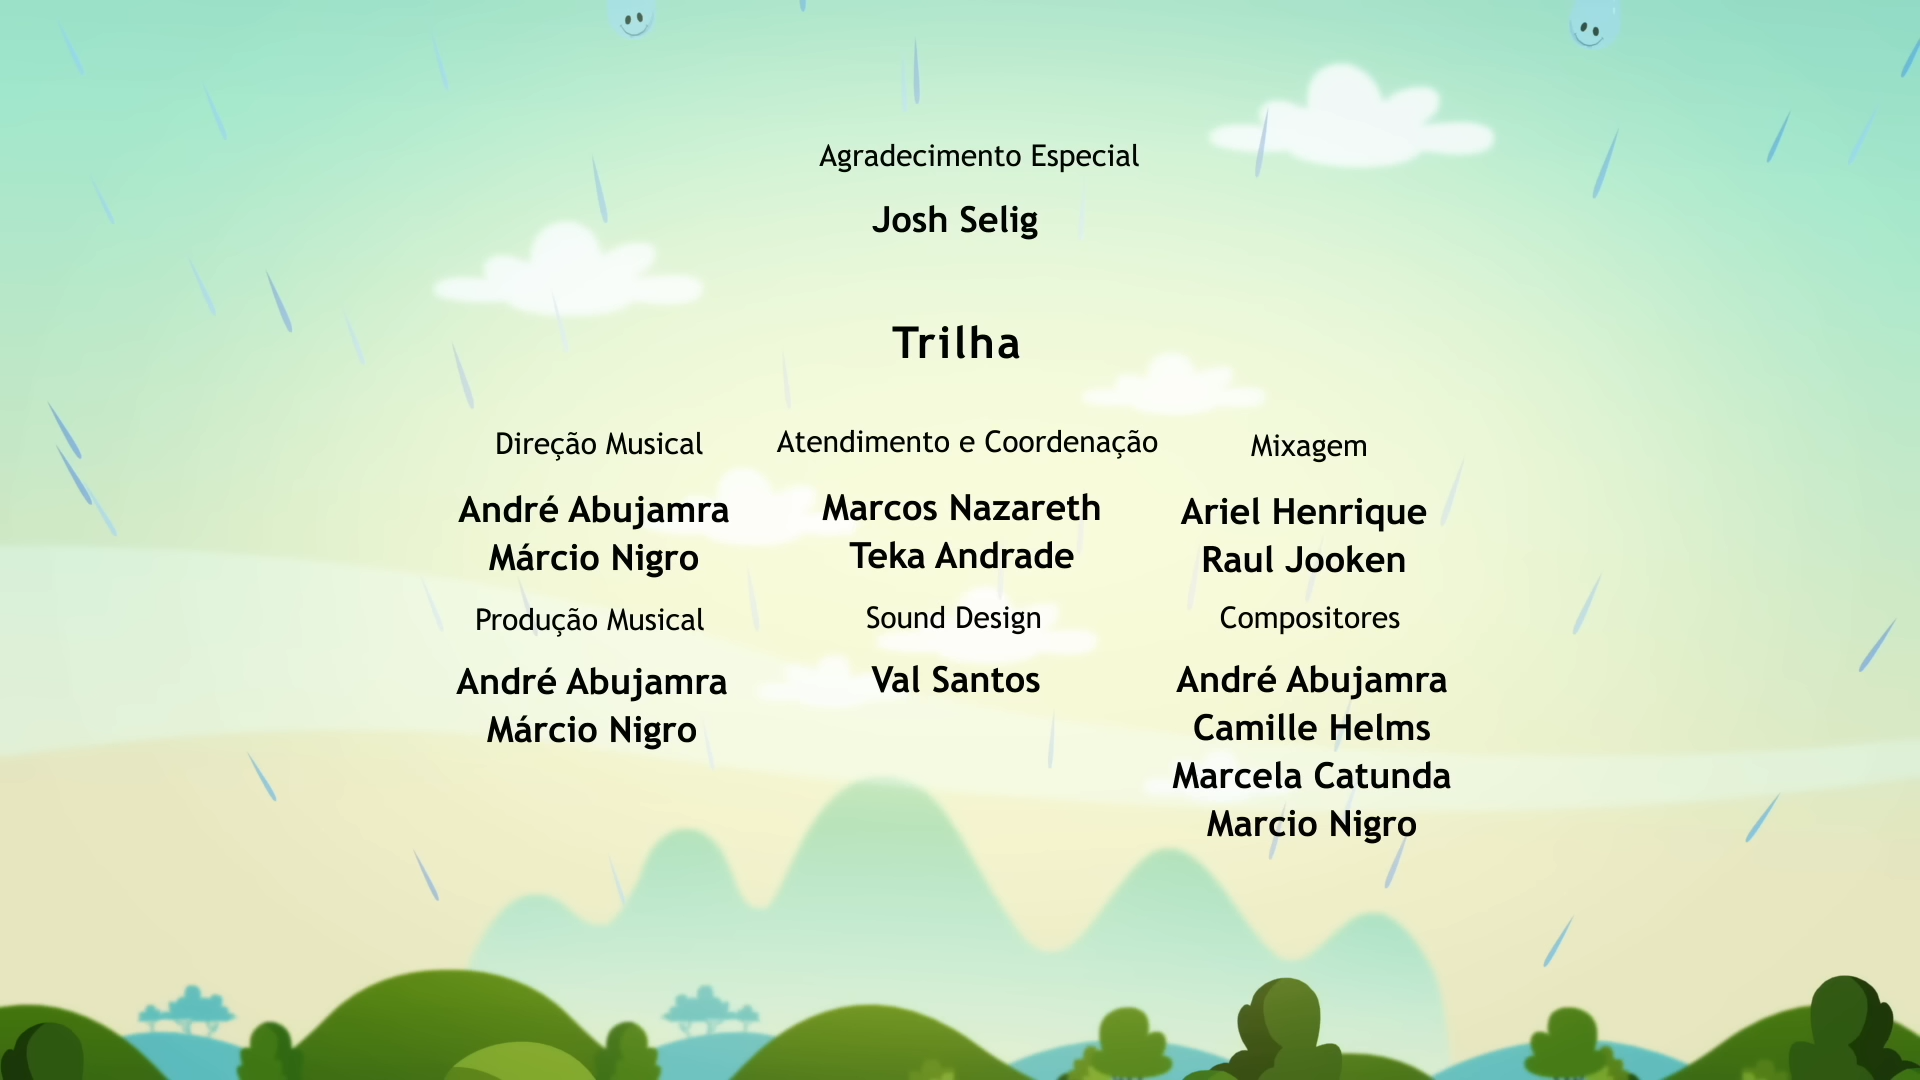 Agradecimento Especial
Josh Selig
Trilha
Direção Musical
André Abujamra
Márcio Nigro
Atendimento e Coordenação
Marcos Nazareth
Teka Andrade
Mixagem
Ariel Henrique
Raul Jooken
Produção Musical
André Abujamra
Márcio Nigro
Sound Design
Val Santos
Compositores
André Abujamra
Camille Helms
Marcela Catunda
Marcio Nigro